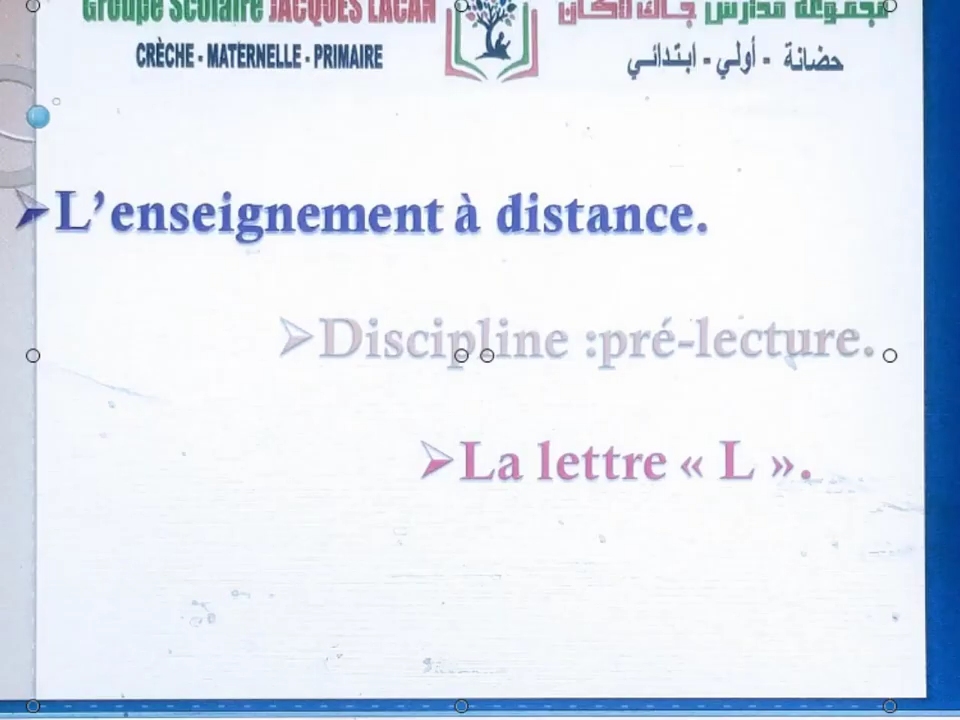 Groupe Scolaire JACQUES LACAN
مجموعة مدارس جاك لاكان
CRÈCHE - MATERNELLE - PRIMAIRE
حضانة - أولي - ابتدائي
L'enseignement à distance.
Discipline :pré-lecture.
La lettre « L ».